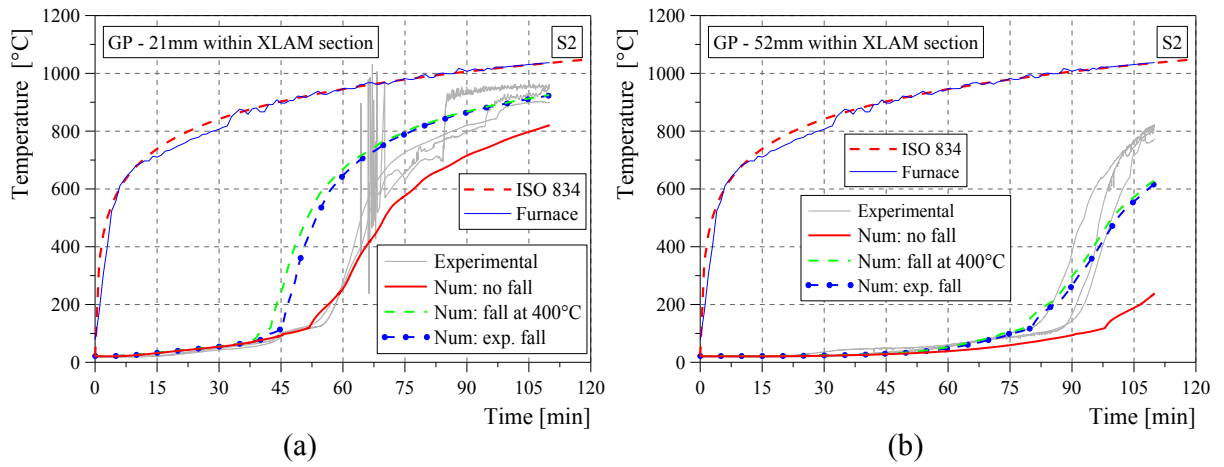 GP - 21mm within XLAM section
S2
Temperature [°C]
1200
1000
800
600
400
200
0
ISO 834
Furnace
Experimental
Num: no fall
Num: fall at 400°C
Num: exp. fall
0 15 30 45 60 75 90 105 120
Time [min]
(a)
GP - 52mm within XLAM section
S2
Temperature [°C]
1200
1000
800
600
400
200
0
ISO 834
Furnace
Experimental
Num: no fall
Num: fall at 400°C
Num: exp. fall
0 15 30 45 60 75 90 105 120
Time [min]
(b)